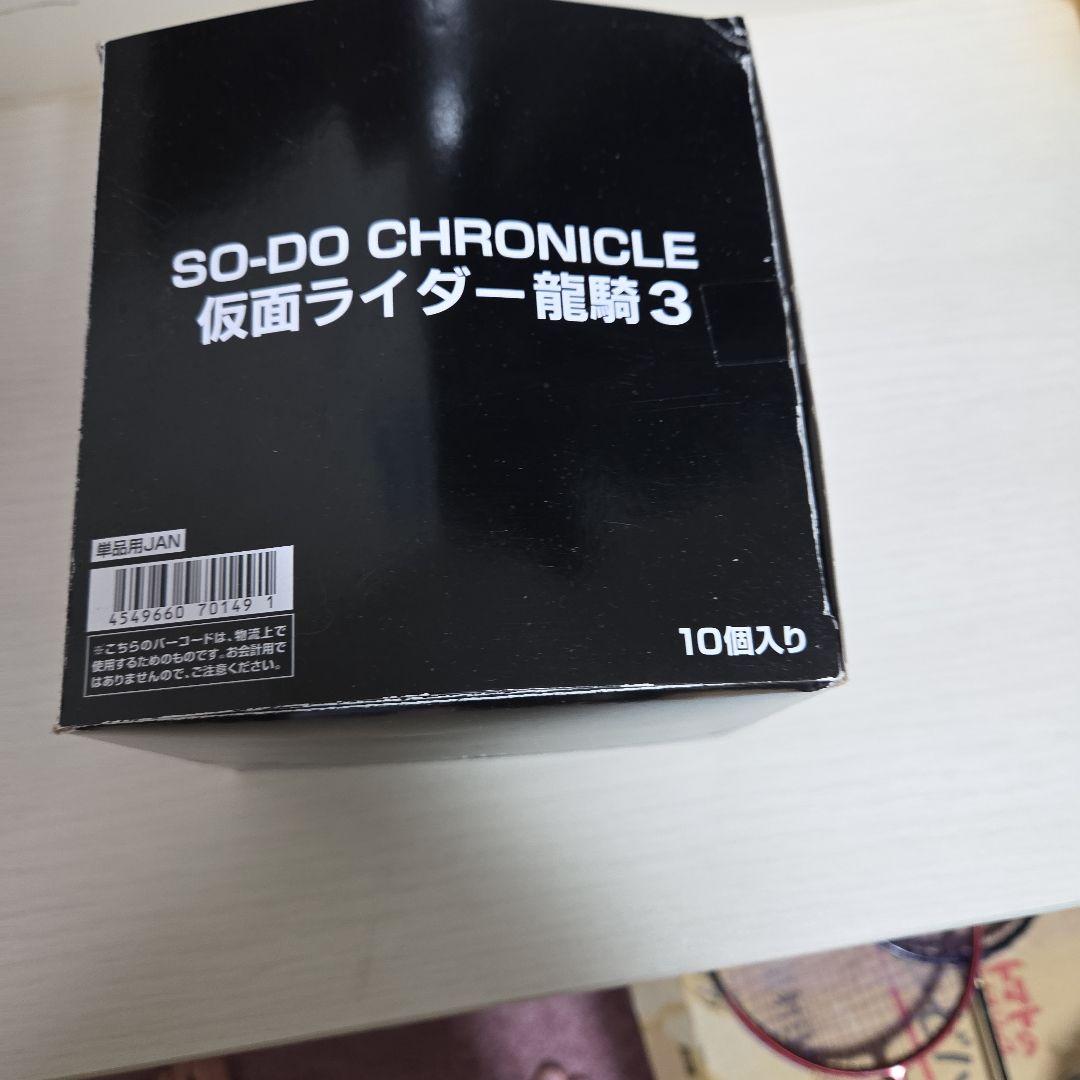 SO-DO CHRONICLE
仮面ライダー龍騎3
単品用JAN
4549660 70149 1
※こちらのバーコードは、物流上で
使用するためのものです。お会計用で
はありませんので、ご注意ください。
10個入り